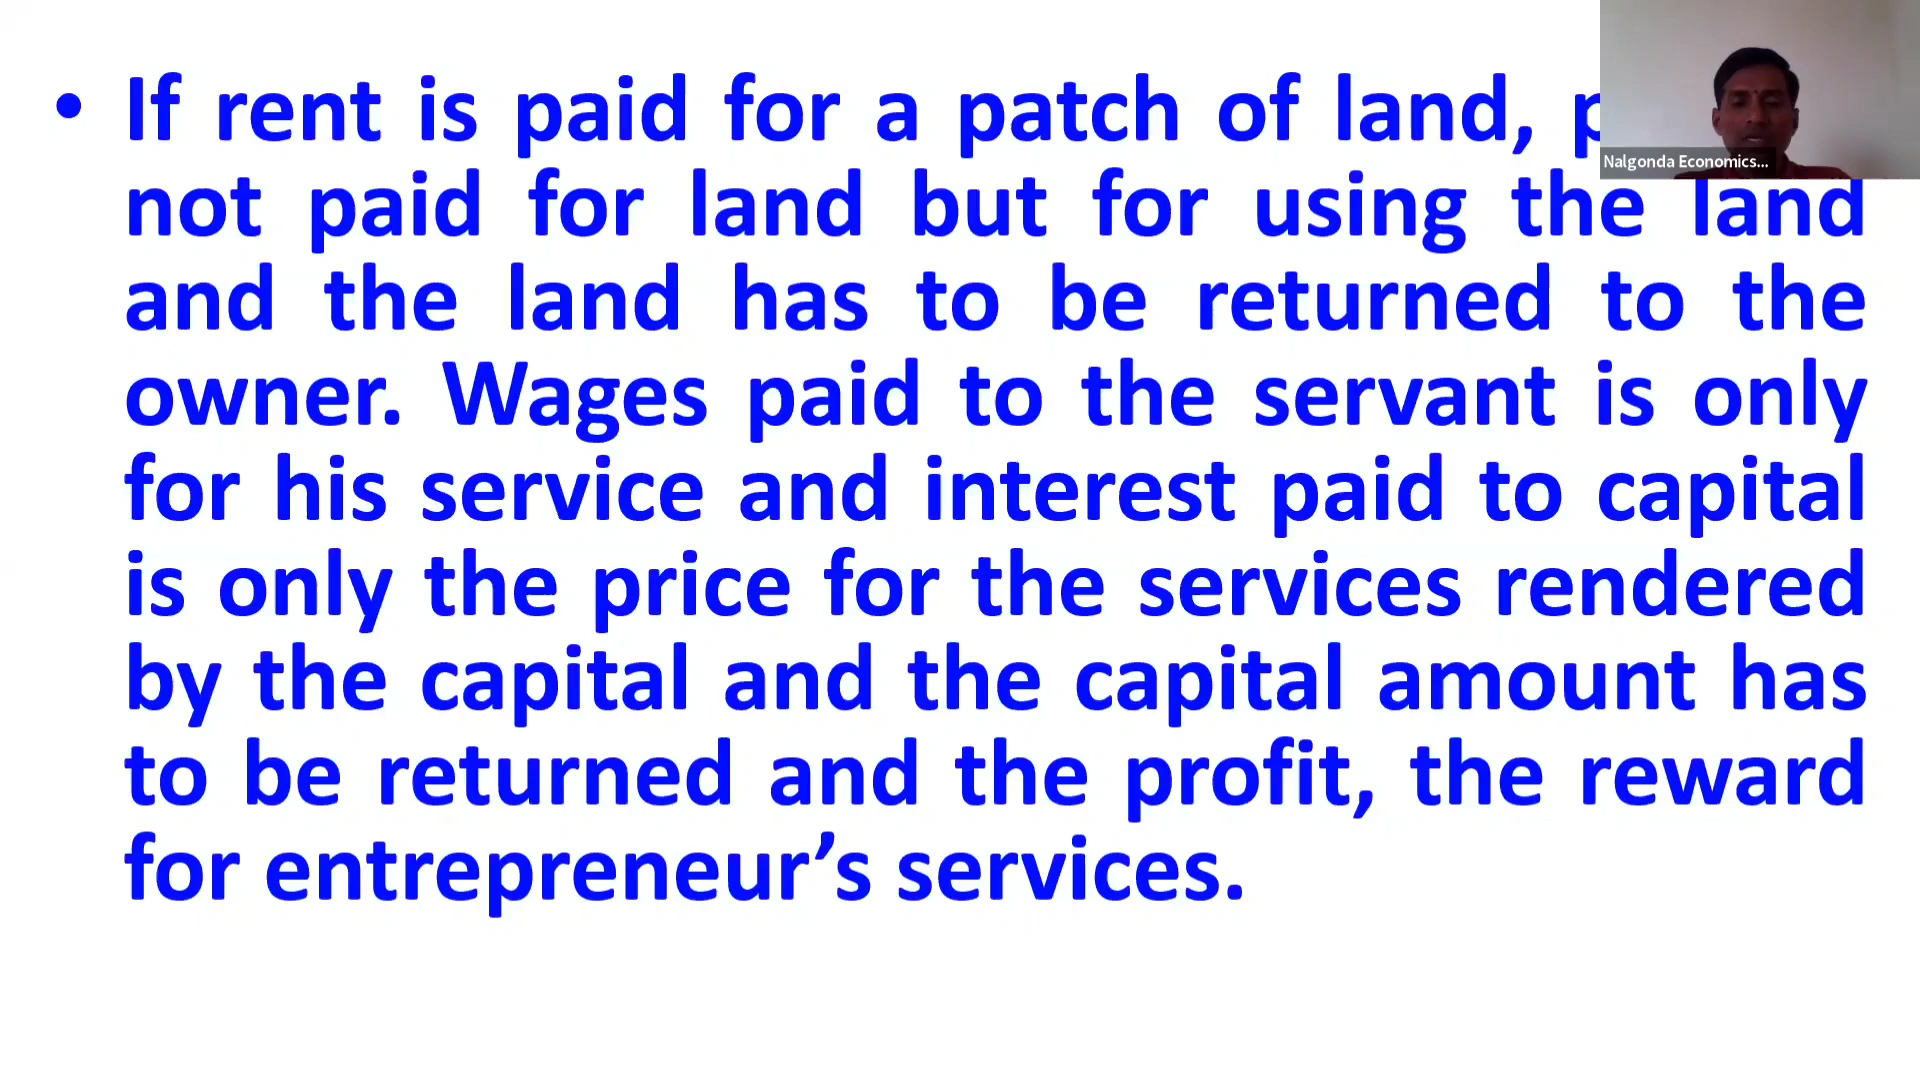 • If rent is paid for a patch of land,
not paid for land but for using the land
and the land has to be returned to the
owner. Wages paid to the servant is only
for his service and interest paid to capital
is only the price for the services rendered
by the capital and the capital amount has
to be returned and the profit, the reward
for entrepreneur’s services.
Nalgonda Economics...